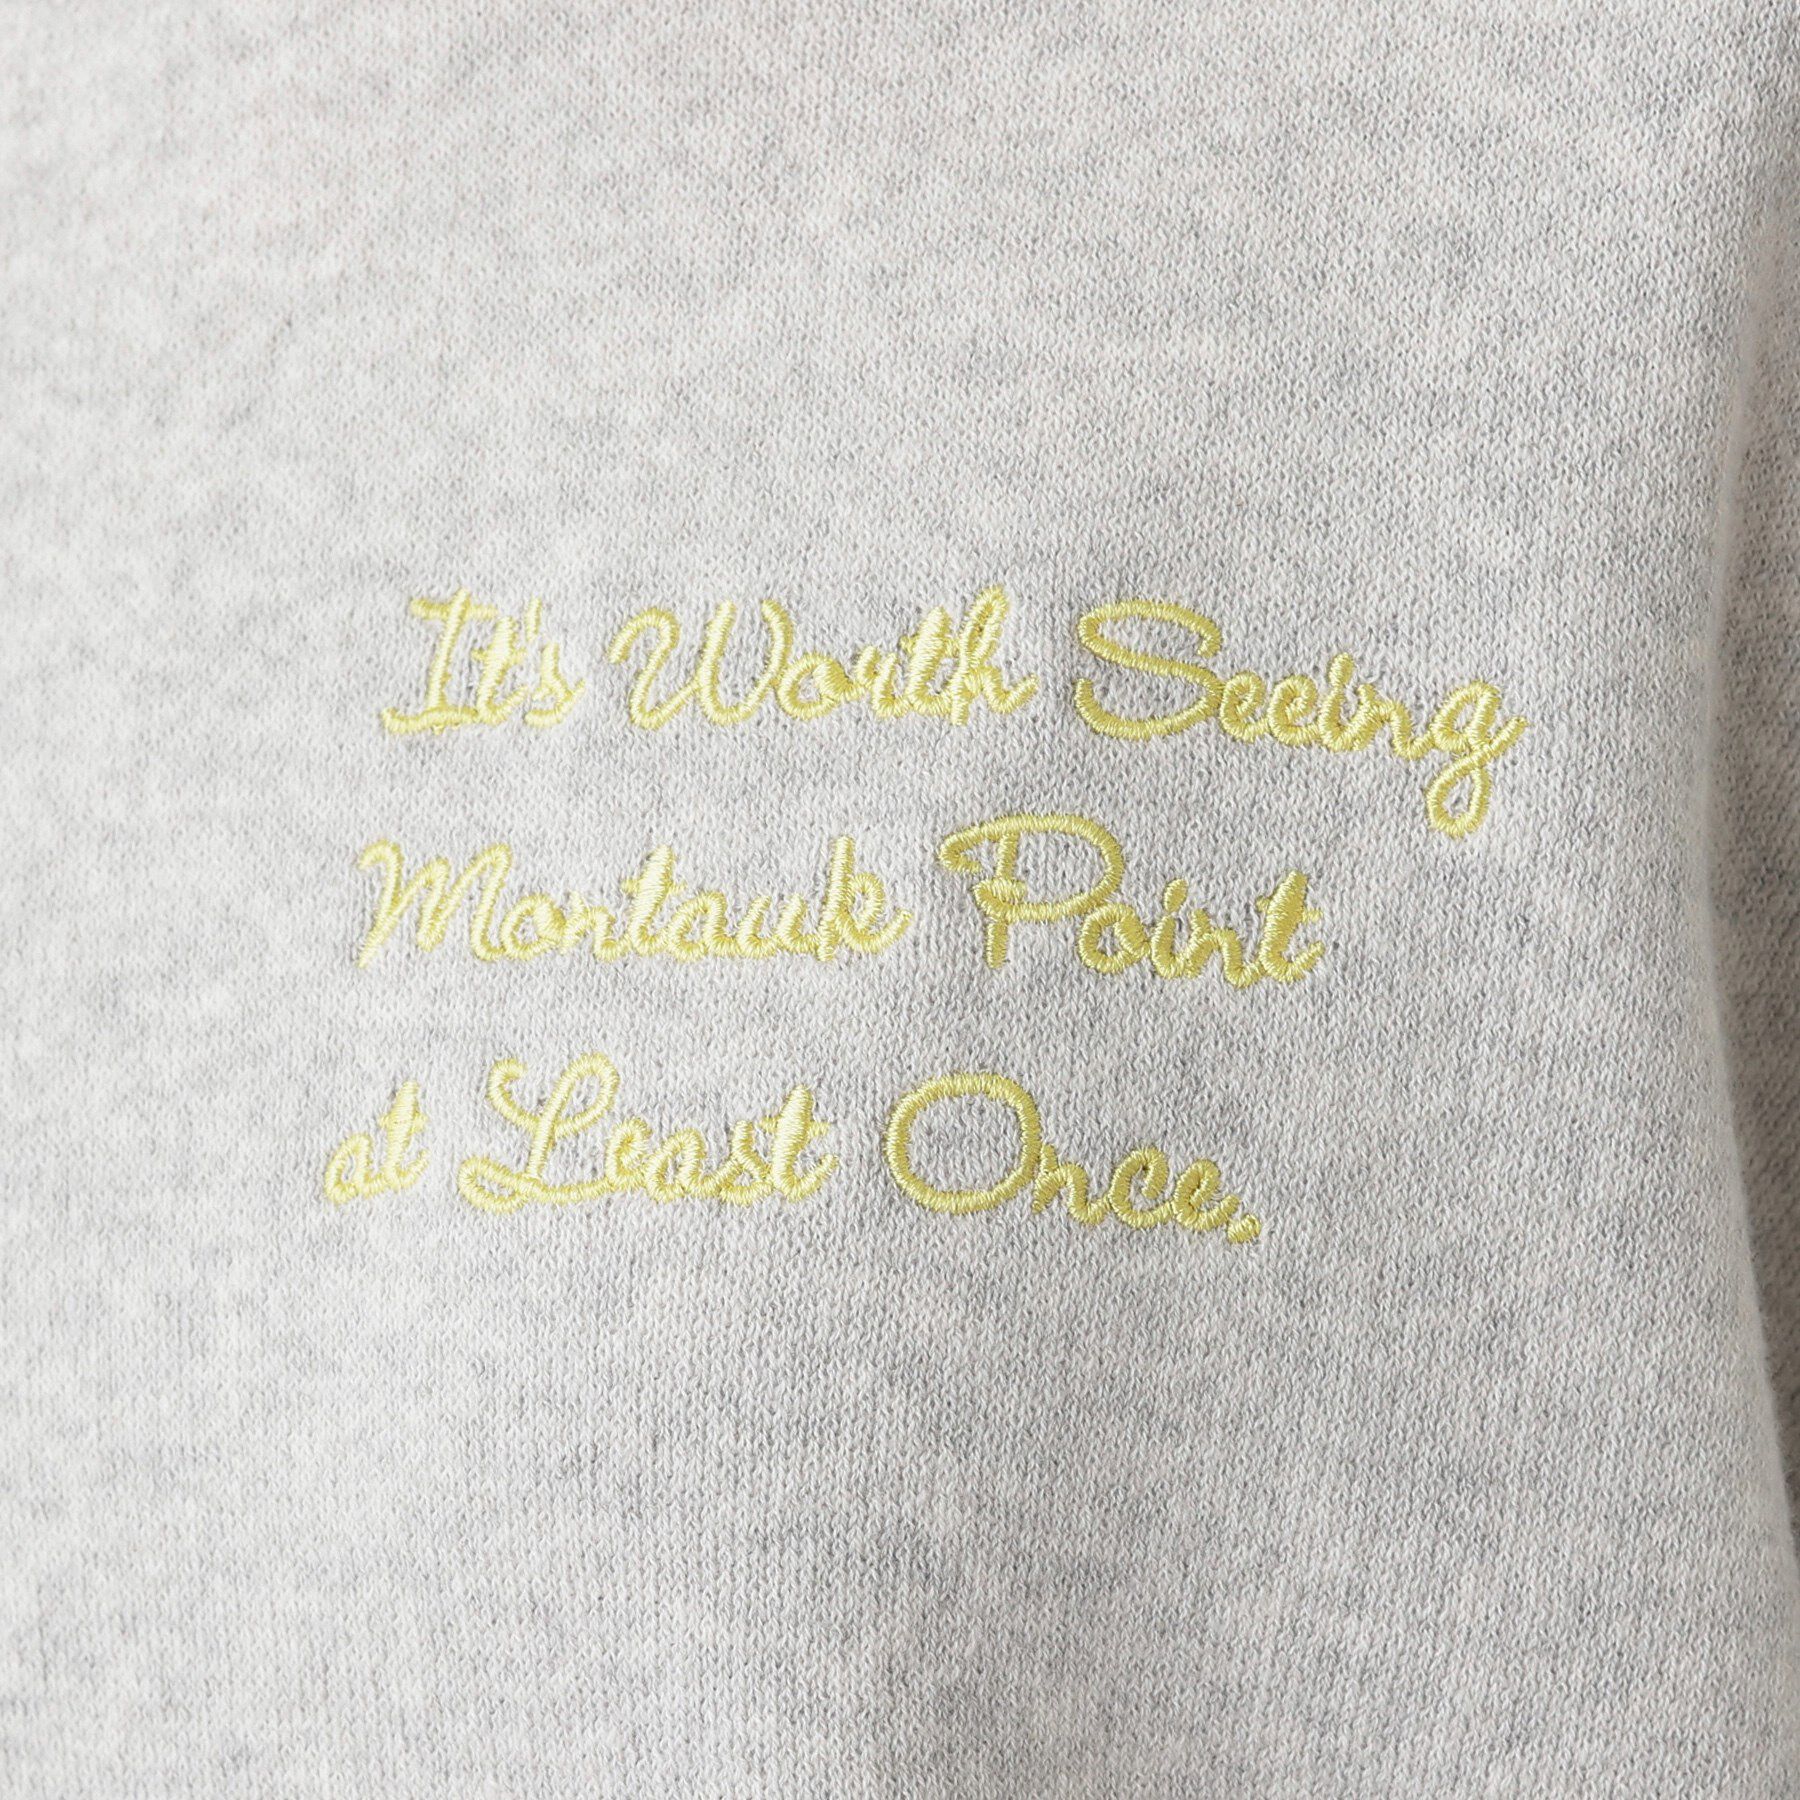 It's Worth Seeing
Montauk Point
at Least Once.